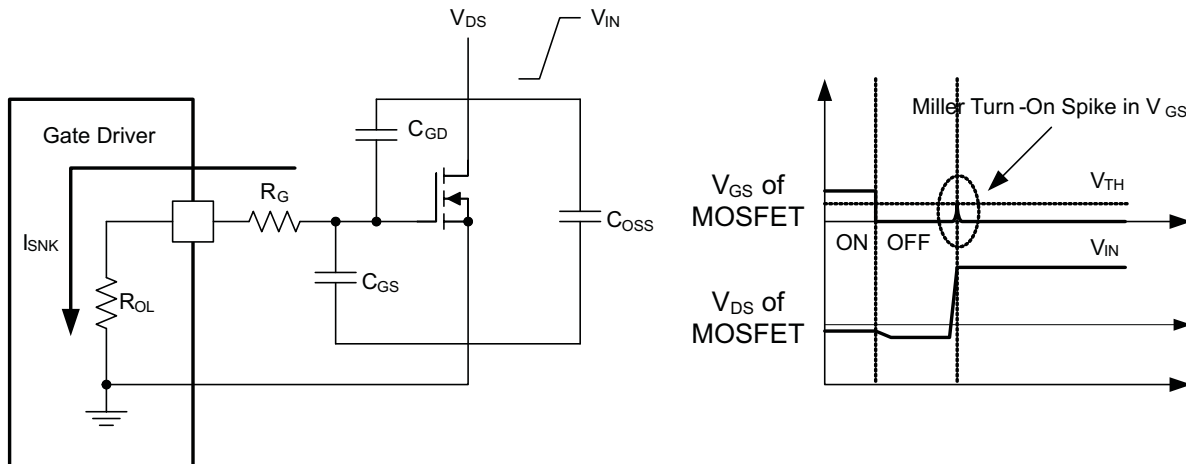 VDS
VIN
Gate Driver
CGD
RG
ISNK
ROL
CGS
COSS
Miller Turn -On Spike in V GS
VGS of
MOSFET
VTH
ON
OFF
VIN
VDS of
MOSFET